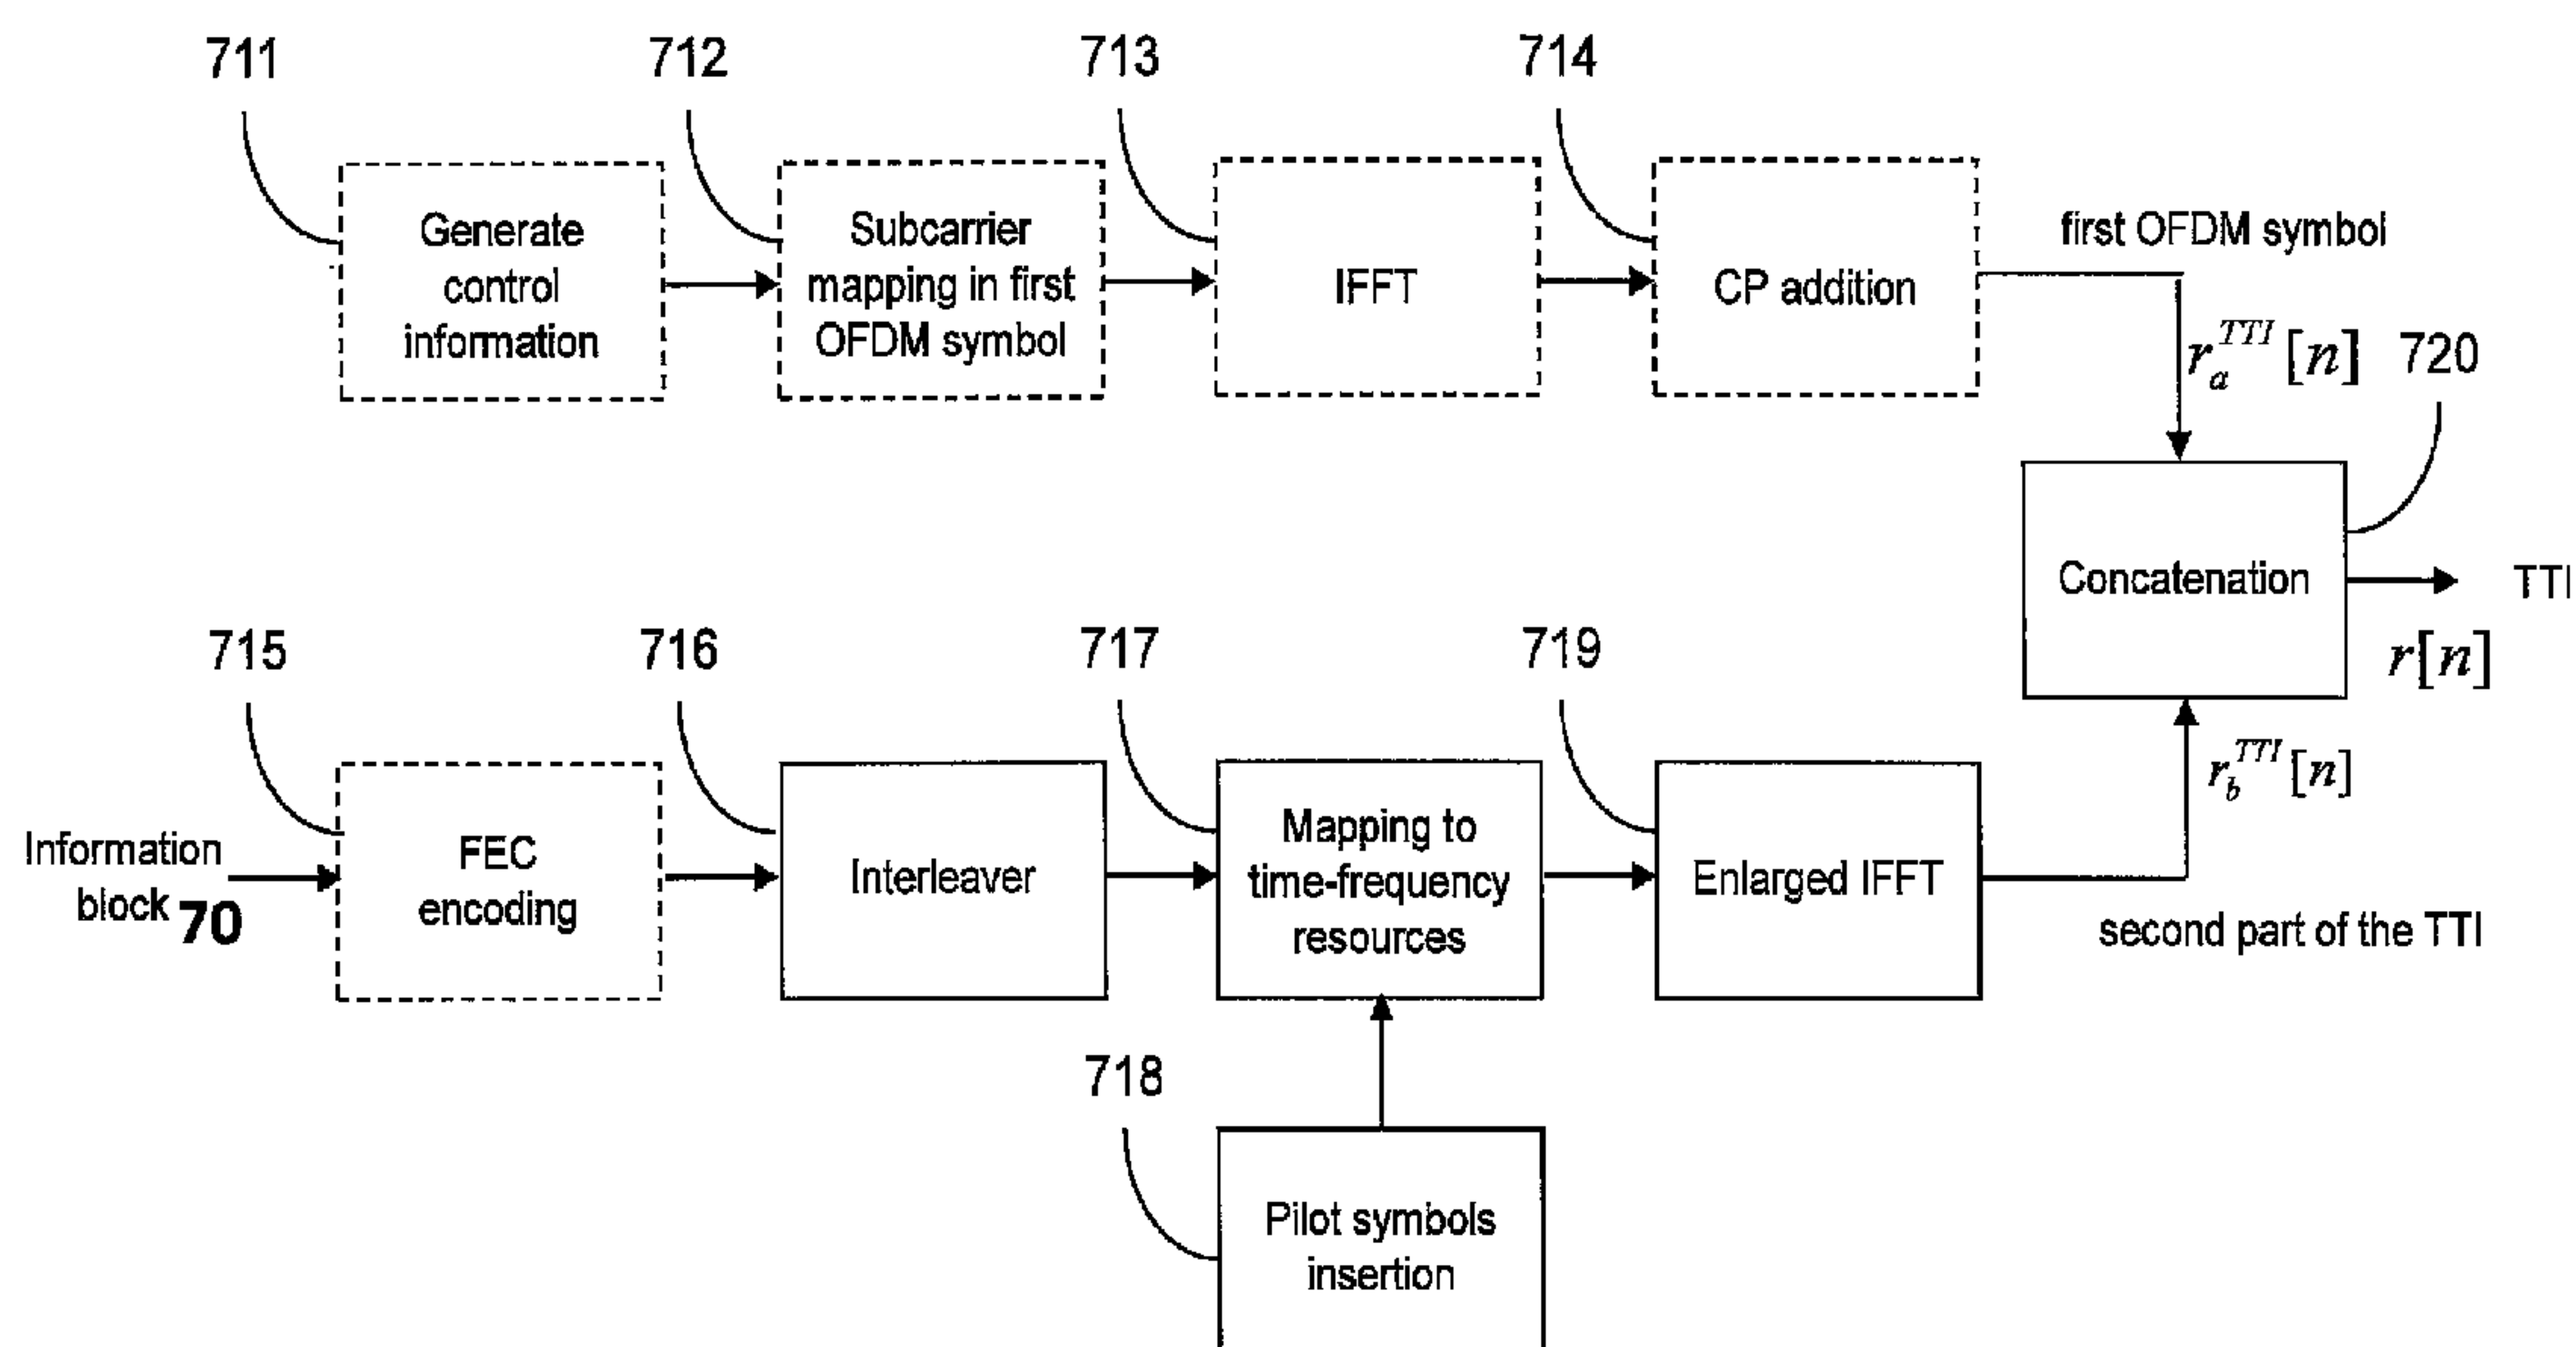 711
712
713
714
Generate
control
information
Subcarrier
mapping in first
OFDM symbol
IFFT
CP addition
first OFDM symbol
r_a^{TTI}[n]
720
Concatenation
TTI
r[n]
715
716
717
719
r_b^{TTI}[n]
Information
block 70
FEC
encoding
Interleaver
Mapping to
time-frequency
resources
Enlarged IFFT
second part of the TTI
718
Pilot symbols
insertion